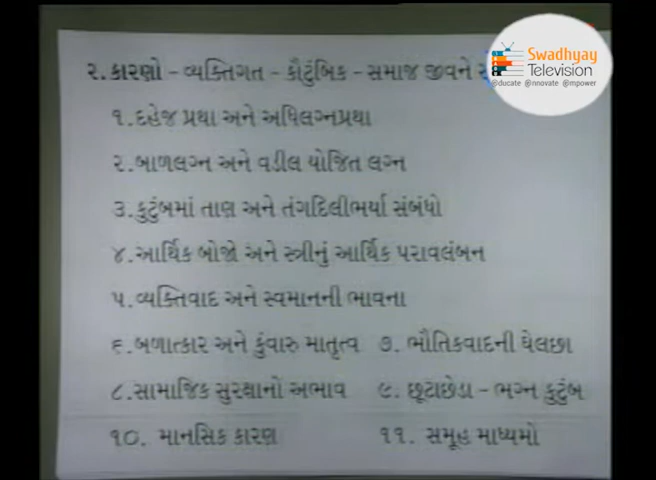 ૨. કારણો - વ્યક્તિગત - કૌટુંબિક - સમાજ જીવને
૧. દહેજ પ્રથા અને અધિલગ્નપ્રથા
૨. બાળલગ્ન અને વડીલ યોજિત લગ્ન
૩. કુટુંબમાં તાણ અને તંગદિલીભર્યા સંબંધો
૪. આર્થિક બોજો અને સ્ત્રીનું આર્થિક પરાવલંબન
૫. વ્યક્તિવાદ અને સ્વમાનની ભાવના
૬. બળાત્કાર અને કુંવારુ માતૃત્વ ૭. ભૌતિકવાદની ઘેલછા
૮. સામાજિક સુરક્ષાનો અભાવ ૯. છૂટાછેડા - ભગ્ન કુટુંબ
૧૦. માનસિક કારણ ૧૧. સમૂહ માધ્યમો
Swadhyay
Television
@ducate @nnovate @mpower